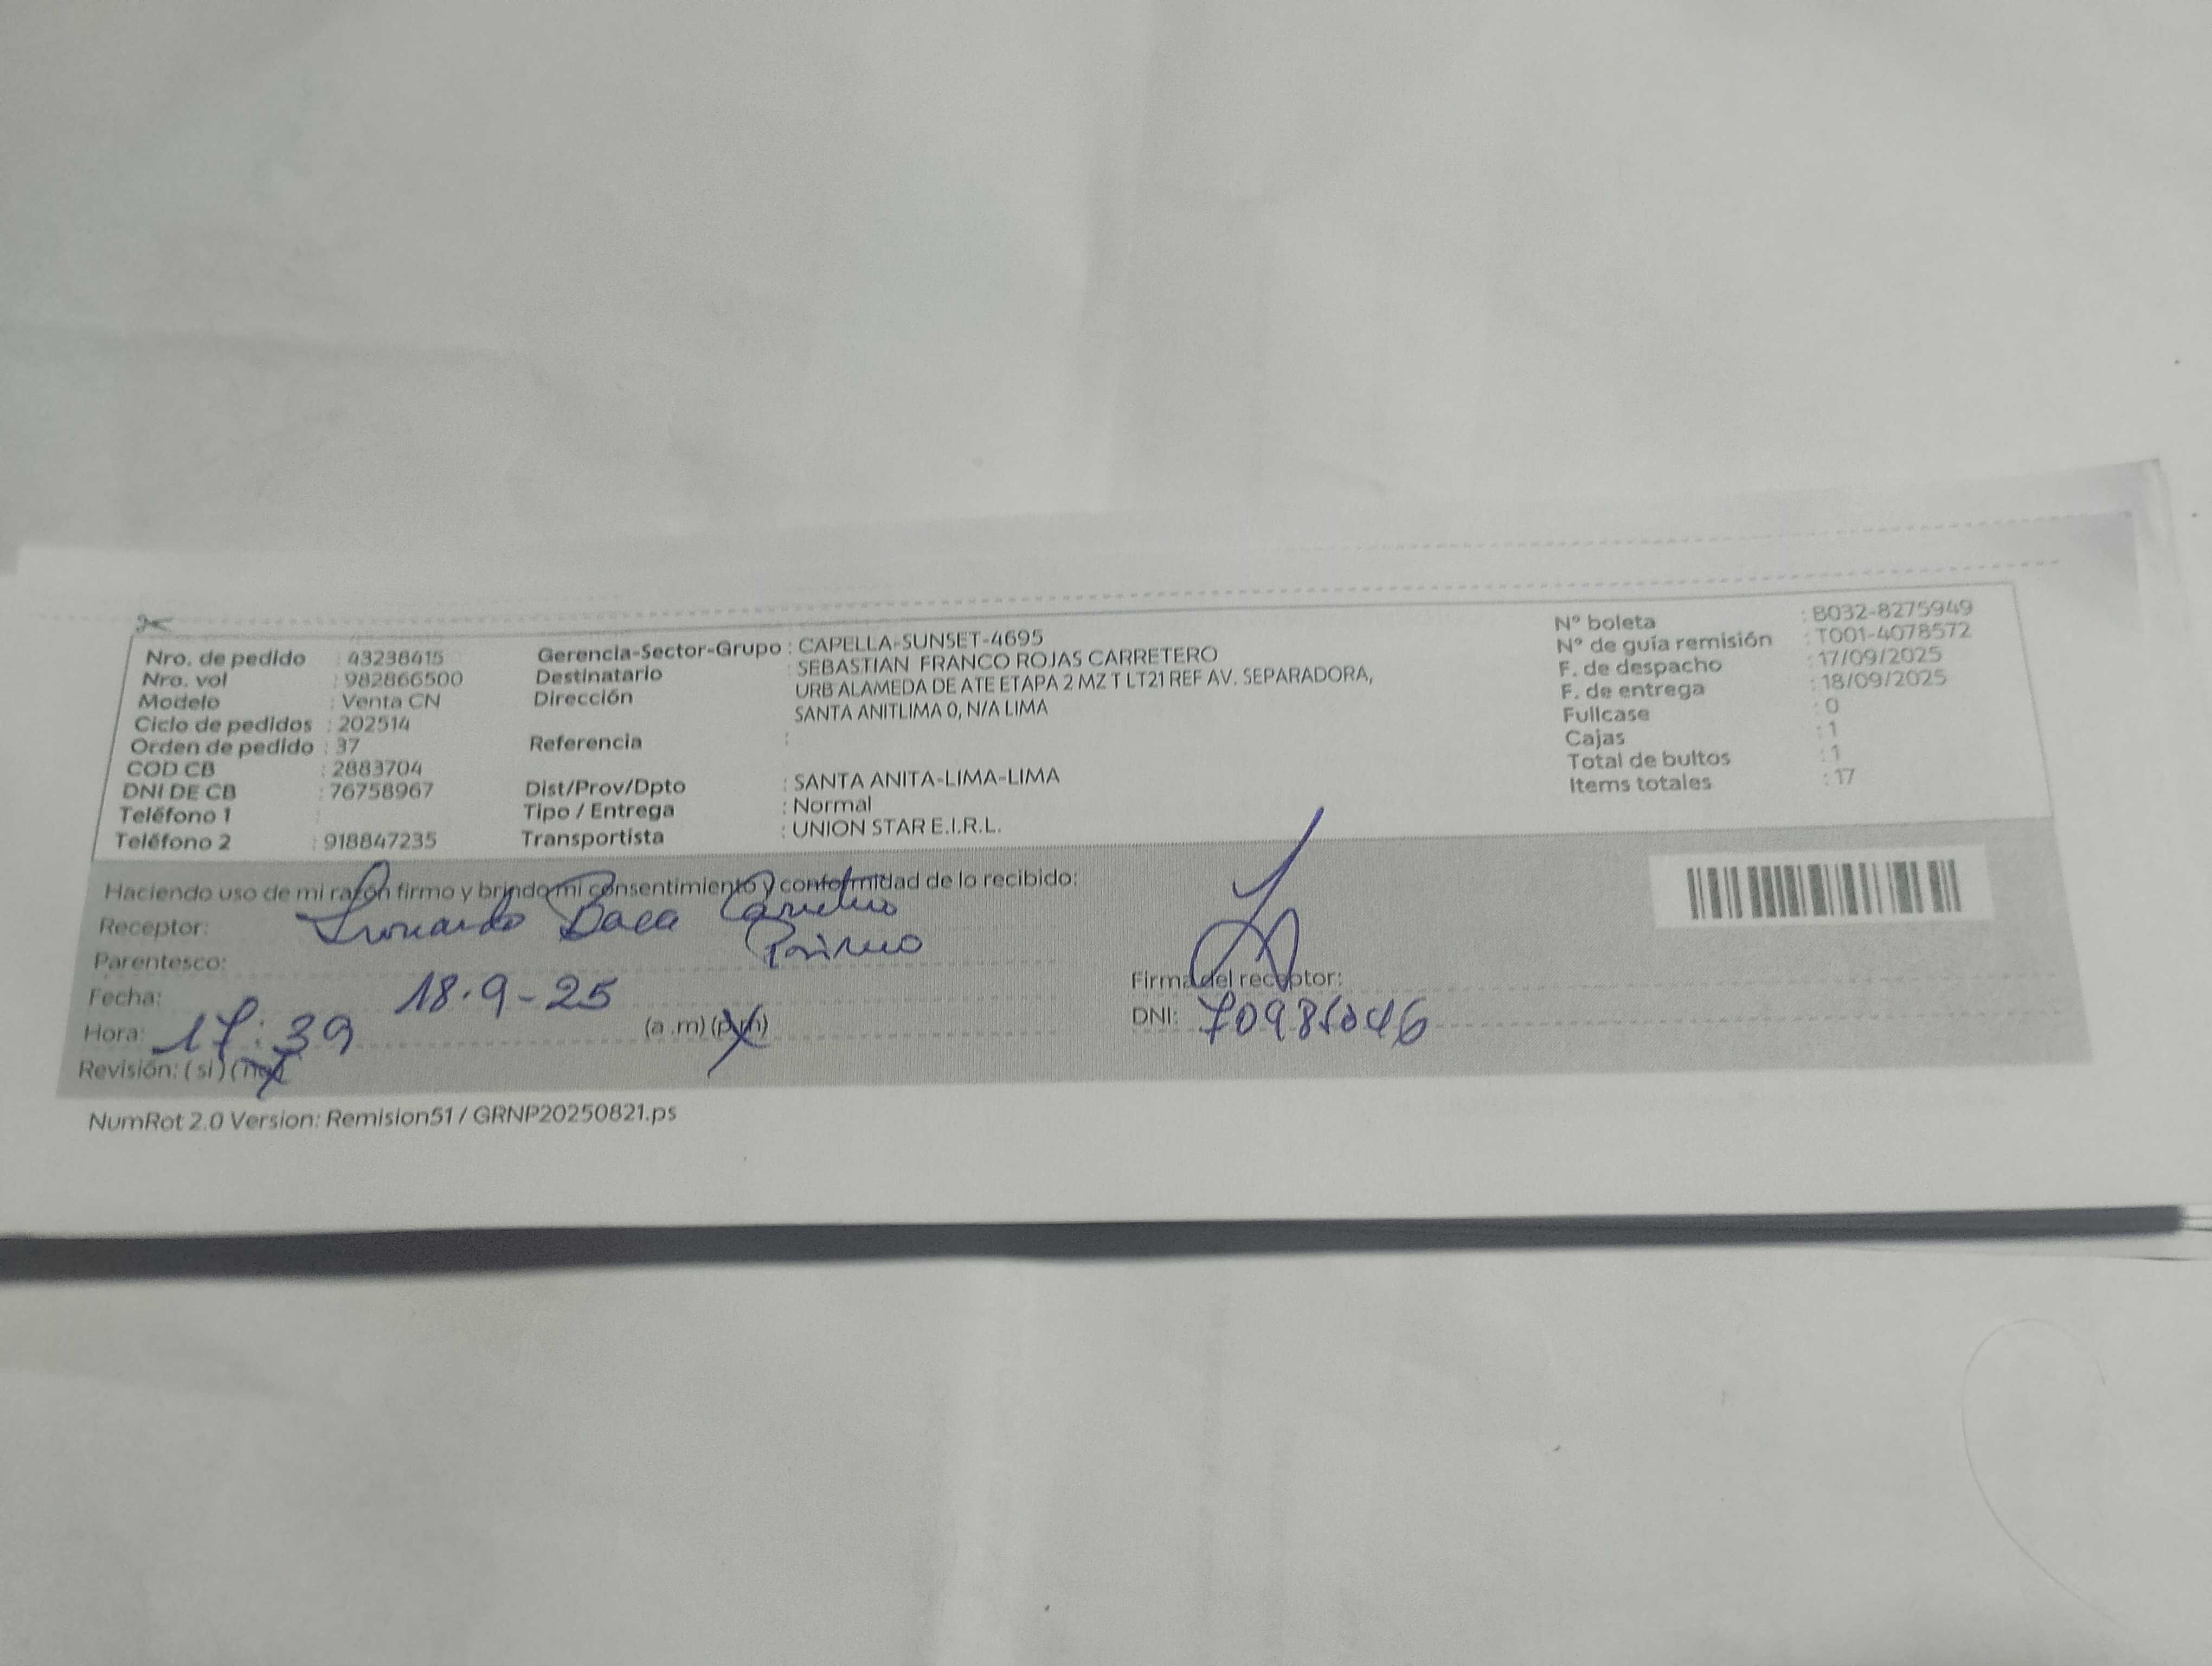 Nro. de pedido : 43238415
Nro. vol : 982866500
Modelo : Venta CN
Ciclo de pedidos : 202514
Orden de pedido : 37
COD CB : 2883704
DNI DE CB : 76758967
Teléfono 1 :
Teléfono 2 : 918847235
Gerencia-Sector-Grupo : CAPELLA-SUNSET-4695
Destinatario : SEBASTIAN FRANCO ROJAS CARRETERO
Dirección URB ALAMEDA DE ATE ETAPA 2 MZ T LT21 REF AV. SEPARADORA,
SANTA ANITLIMA 0, N/A LIMA
Referencia :
Dist/Prov/Dpto : SANTA ANITA-LIMA-LIMA
Tipo / Entrega : Normal
Transportista : UNION STAR E.I.R.L.
N° boleta : B032-8275949
N° de guía remisión : T001-4078572
F. de despacho : 17/09/2025
F. de entrega : 18/09/2025
Fullcase : 0
Cajas : 1
Total de bultos : 1
Items totales : 17
Haciendo uso de mi razón firmo y brindo mi consentimiento y conformidad de lo recibido:
Receptor: Leonardo Baca
Parentesco: Primo
Fecha: 18-9-25
Hora: 17:39 (a .m) (p.m)
Revisión: ( si ) ( no )
Firma del receptor:
DNI:
NumRot 2.0 Version: Remision51 / GRNP20250821.ps